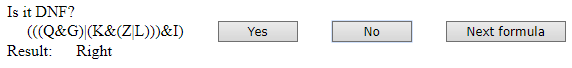 Is it DNF?
(((Q&G)|(K&(Z|L)))&I) Yes No Next formula
Result: Right